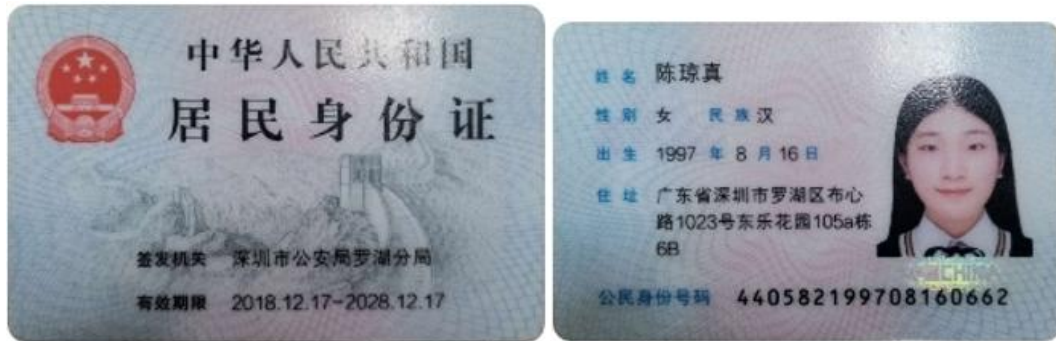 中华人民共和国
居民身份证
签发机关 深圳市公安局罗湖分局
有效期限 2018.12.17-2028.12.17
姓名 陈琼真
性别 女 民族 汉
出生 1997 年 8 月 16 日
住址 广东省深圳市罗湖区布心
路1023号东乐花园105a栋
6B
CHINA
公民身份号码 440582199708160662